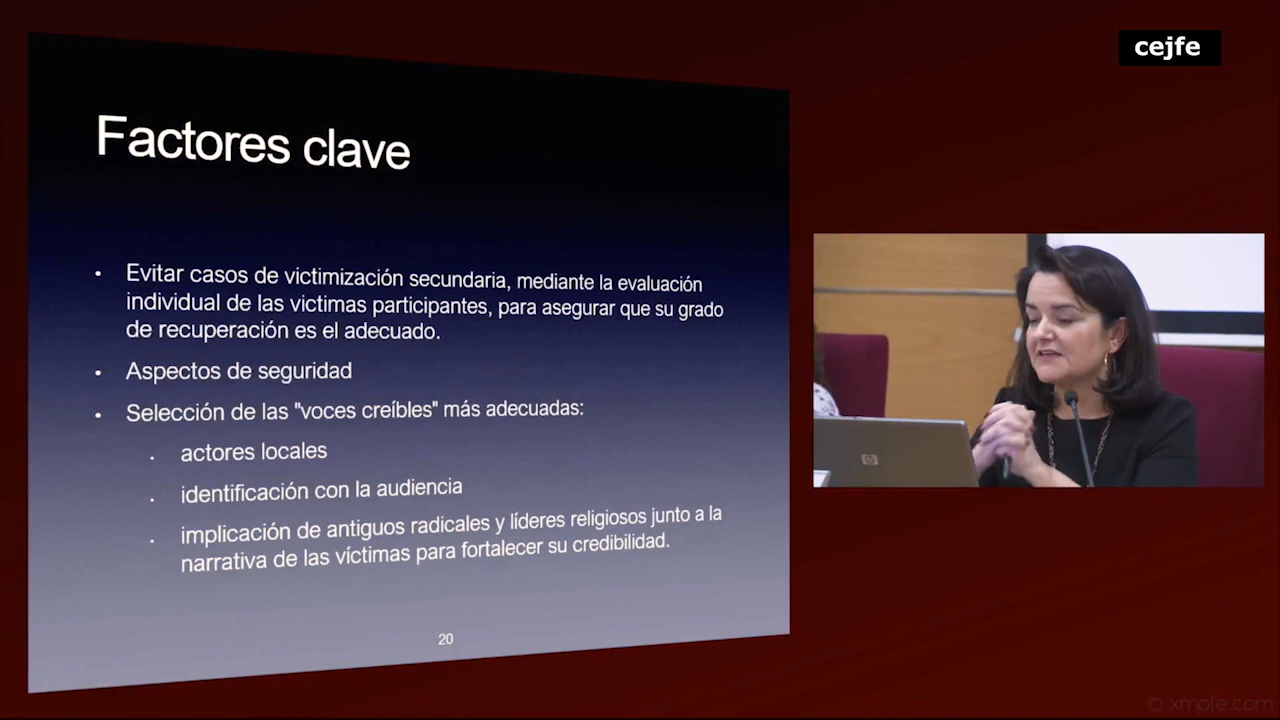 cejfe
Factores clave
• Evitar casos de victimización secundaria, mediante la evaluación
individual de las victimas participantes, para asegurar que su grado
de recuperación es el adecuado.
• Aspectos de seguridad
• Selección de las "voces creíbles" más adecuadas:
. actores locales
. identificación con la audiencia
. implicación de antiguos radicales y líderes religiosos junto a la
narrativa de las víctimas para fortalecer su credibilidad.
20
hp
© xmple.com